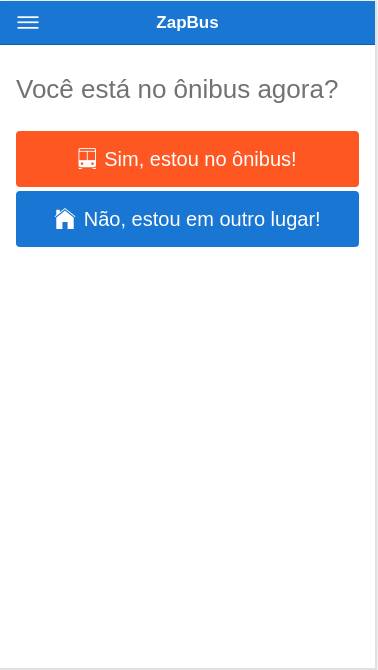 ZapBus
Você está no ônibus agora?
Sim, estou no ônibus!
Não, estou em outro lugar!